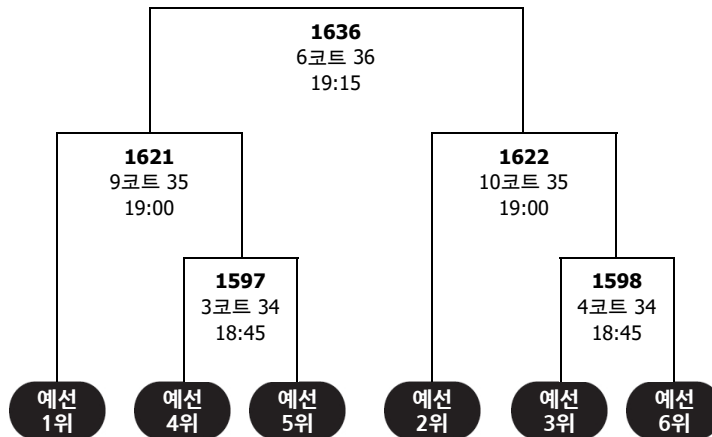 1636
6코트 36
19:15
1621
9코트 35
19:00
1622
10코트 35
19:00
1597
3코트 34
18:45
1598
4코트 34
18:45
예선
1위
예선
4위
예선
5위
예선
2위
예선
3위
예선
6위